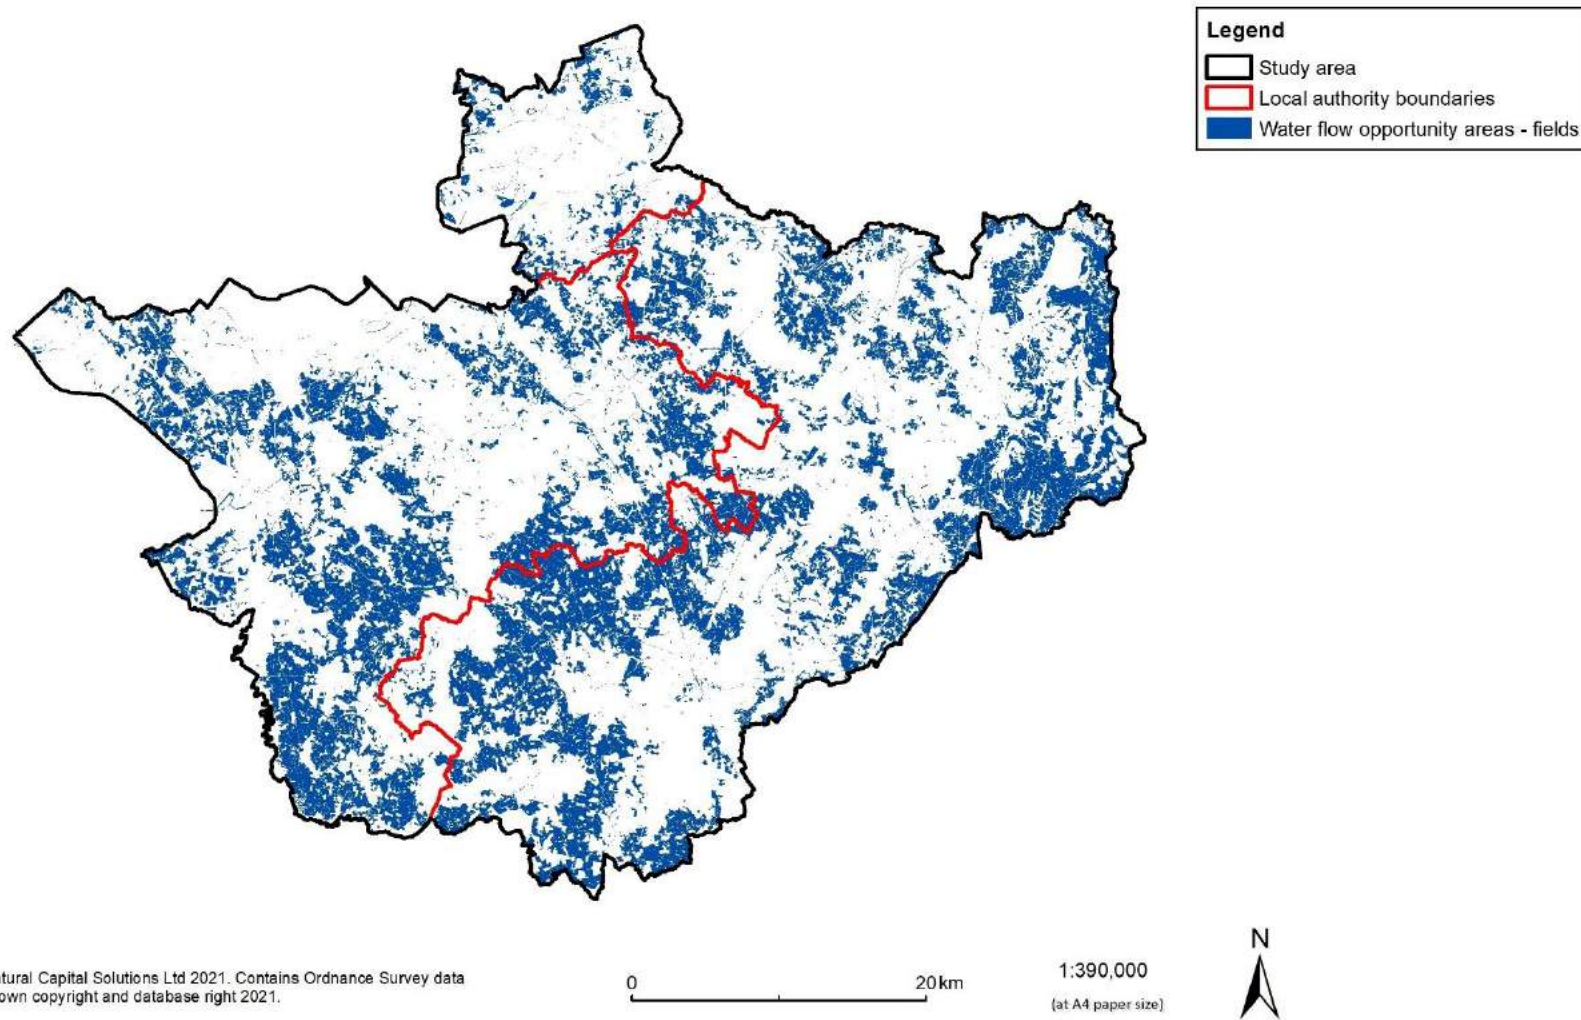 Legend
Study area
Local authority boundaries
Water flow opportunity areas - fields
N
tural Capital Solutions Ltd 2021. Contains Ordnance Survey data
own copyright and database right 2021.
0 20km
1:390,000
(at A4 paper size)